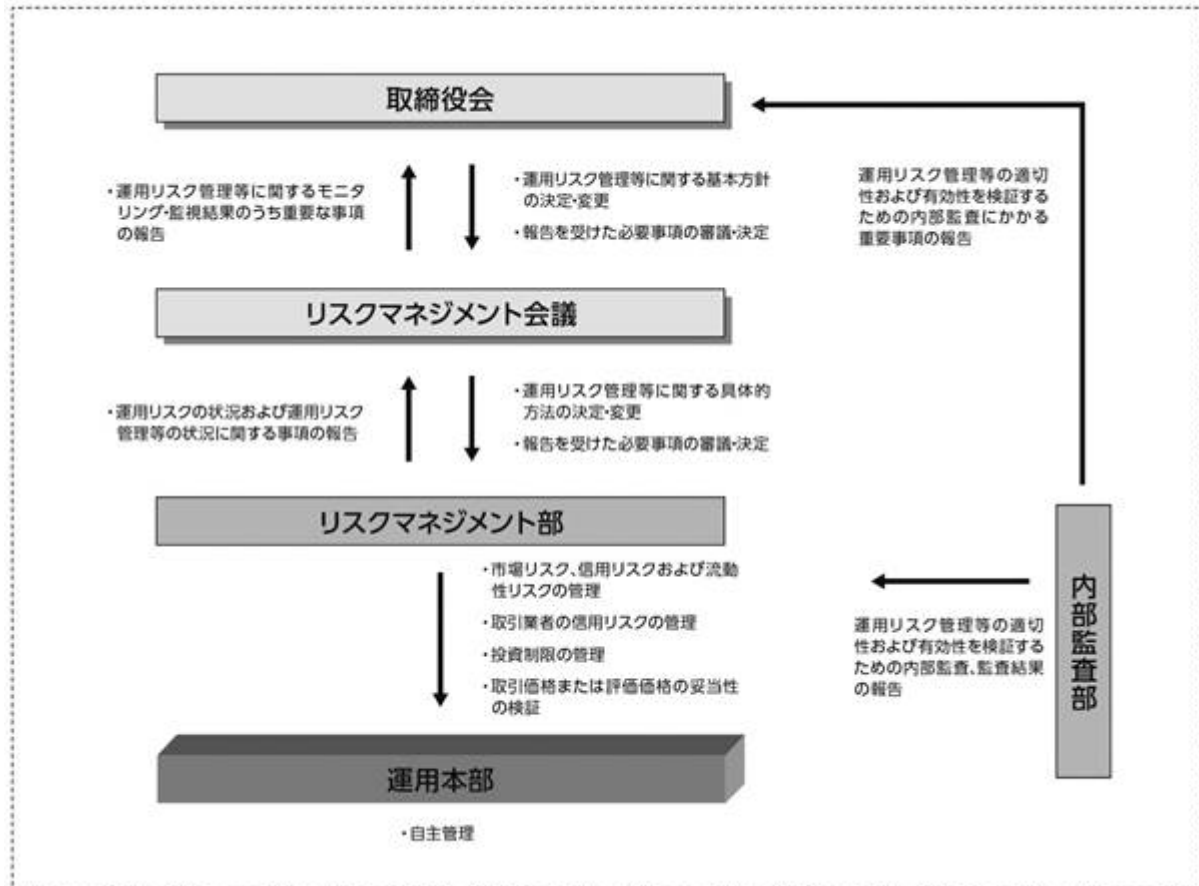 取締役会
・運用リスク管理等に関するモニタ
リング・監視結果のうち重要な事項
の報告
・運用リスク管理等に関する基本方針
の決定・変更
・報告を受けた必要事項の審議・決定
運用リスク管理等の適切
性および有効性を検証する
ための内部監査にかかる
重要事項の報告
リスクマネジメント会議
・運用リスクの状況および運用リスク
管理等の状況に関する事項の報告
・運用リスク管理等に関する具体的
方法の決定・変更
・報告を受けた必要事項の審議・決定
リスクマネジメント部
・市場リスク、信用リスクおよび流動
性リスクの管理
・取引業者の信用リスクの管理
・投資制限の管理
・取引価格または評価価格の妥当性
の検証
運用リスク管理等の適切
性および有効性を検証する
ための内部監査、監査結果
の報告
内部監査部
運用本部
・自主管理